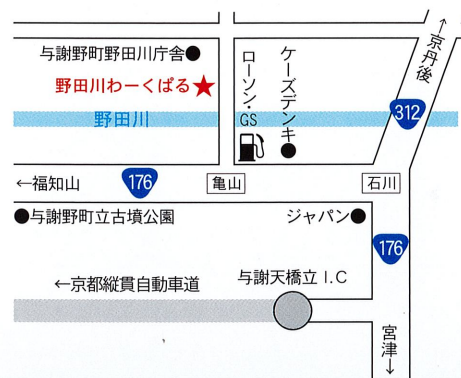 与謝野町野田川庁舎
野田川わーくぱる
野田川
ローソン・GS
ケーズデンキ
←京丹後
312
←福知山
176
亀山
石川
与謝野町立古墳公園
ジャパン
176
←京都縦貫自動車道
与謝天橋立 I.C
宮津→